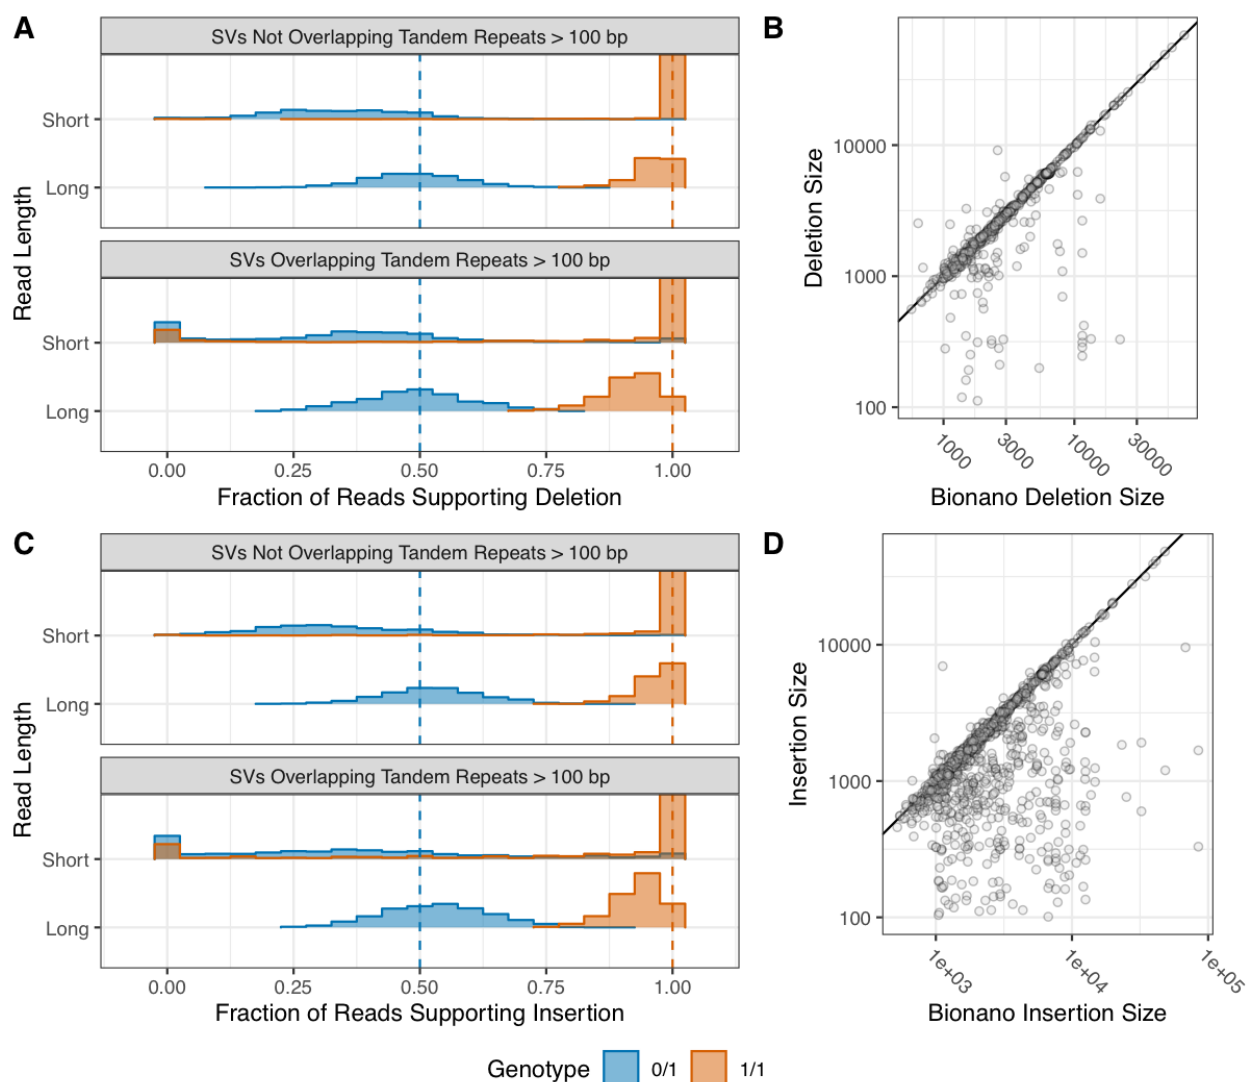 A
SVs Not Overlapping Tandem Repeats > 100 bp
Short
Long
SVs Overlapping Tandem Repeats > 100 bp
Short
Long
Read Length
0.00 0.25 0.50 0.75 1.00
Fraction of Reads Supporting Deletion
B
10000
1000
100
Deletion Size
1000 3000 10000 30000
Bionano Deletion Size
C
SVs Not Overlapping Tandem Repeats > 100 bp
Short
Long
SVs Overlapping Tandem Repeats > 100 bp
Short
Long
Read Length
0.00 0.25 0.50 0.75 1.00
Fraction of Reads Supporting Insertion
D
10000
1000
100
Insertion Size
1e+03 1e+04 1e+05
Bionano Insertion Size
Genotype 0/1 1/1